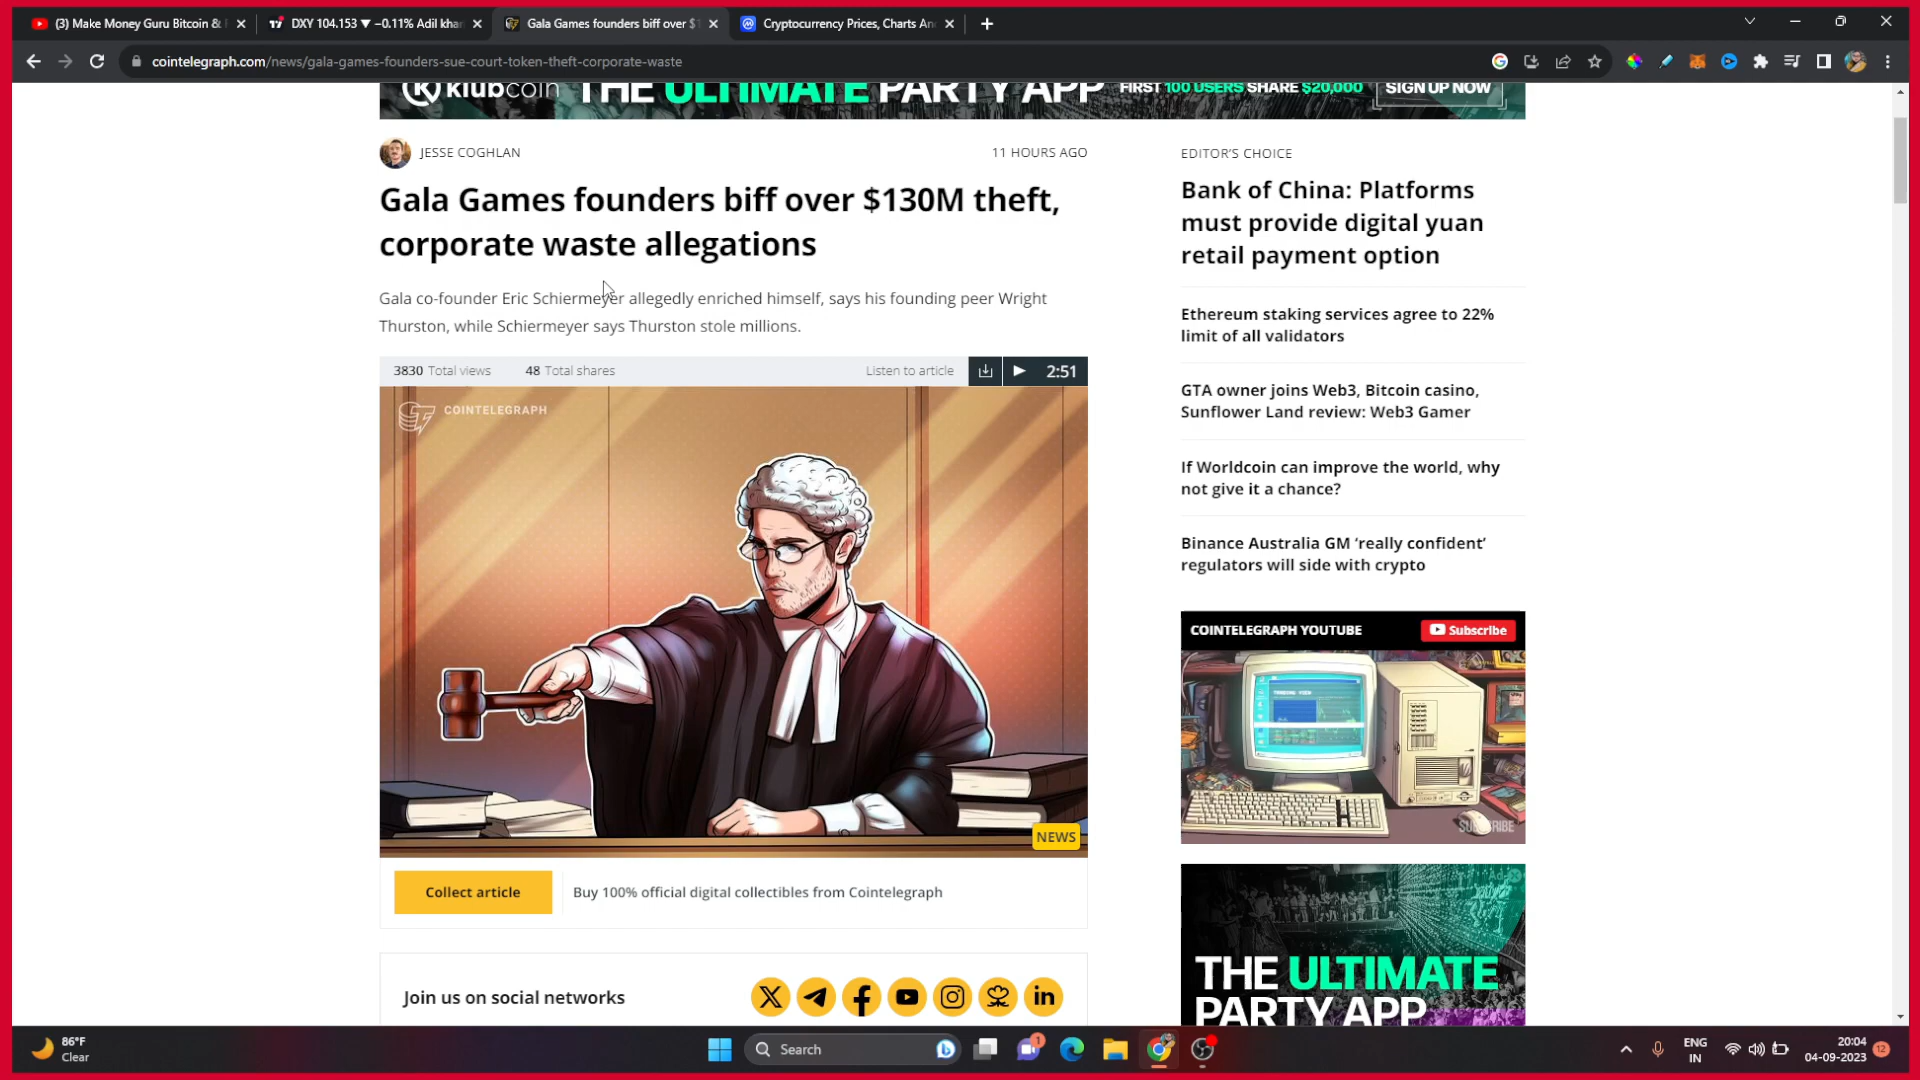 (3) Make Money Guru Bitcoin &
DXY 104.153 ▼ −0.11% Adil khan
Gala Games founders biff over $1
Cryptocurrency Prices, Charts An
cointelegraph.com/news/gala-games-founders-sue-court-token-theft-corporate-waste
klubcoin THE ULTIMATE PARTY APP FIRST 100 USERS SHARE $20,000 SIGN UP NOW
JESSE COGHLAN
11 HOURS AGO
Gala Games founders biff over $130M theft,
corporate waste allegations
Gala co-founder Eric Schiermeyer allegedly enriched himself, says his founding peer Wright
Thurston, while Schiermeyer says Thurston stole millions.
3830 Total views 48 Total shares Listen to article 2:51
COINTELEGRAPH
NEWS
Collect article Buy 100% official digital collectibles from Cointelegraph
Join us on social networks
EDITOR'S CHOICE
Bank of China: Platforms
must provide digital yuan
retail payment option
Ethereum staking services agree to 22%
limit of all validators
GTA owner joins Web3, Bitcoin casino,
Sunflower Land review: Web3 Gamer
If Worldcoin can improve the world, why
not give it a chance?
Binance Australia GM ‘really confident’
regulators will side with crypto
COINTELEGRAPH YOUTUBE Subscribe
SUBSCRIBE
THE ULTIMATE
PARTY APP
86°F
Clear
Search
1
ENG
IN
20:04
04-09-2023
12